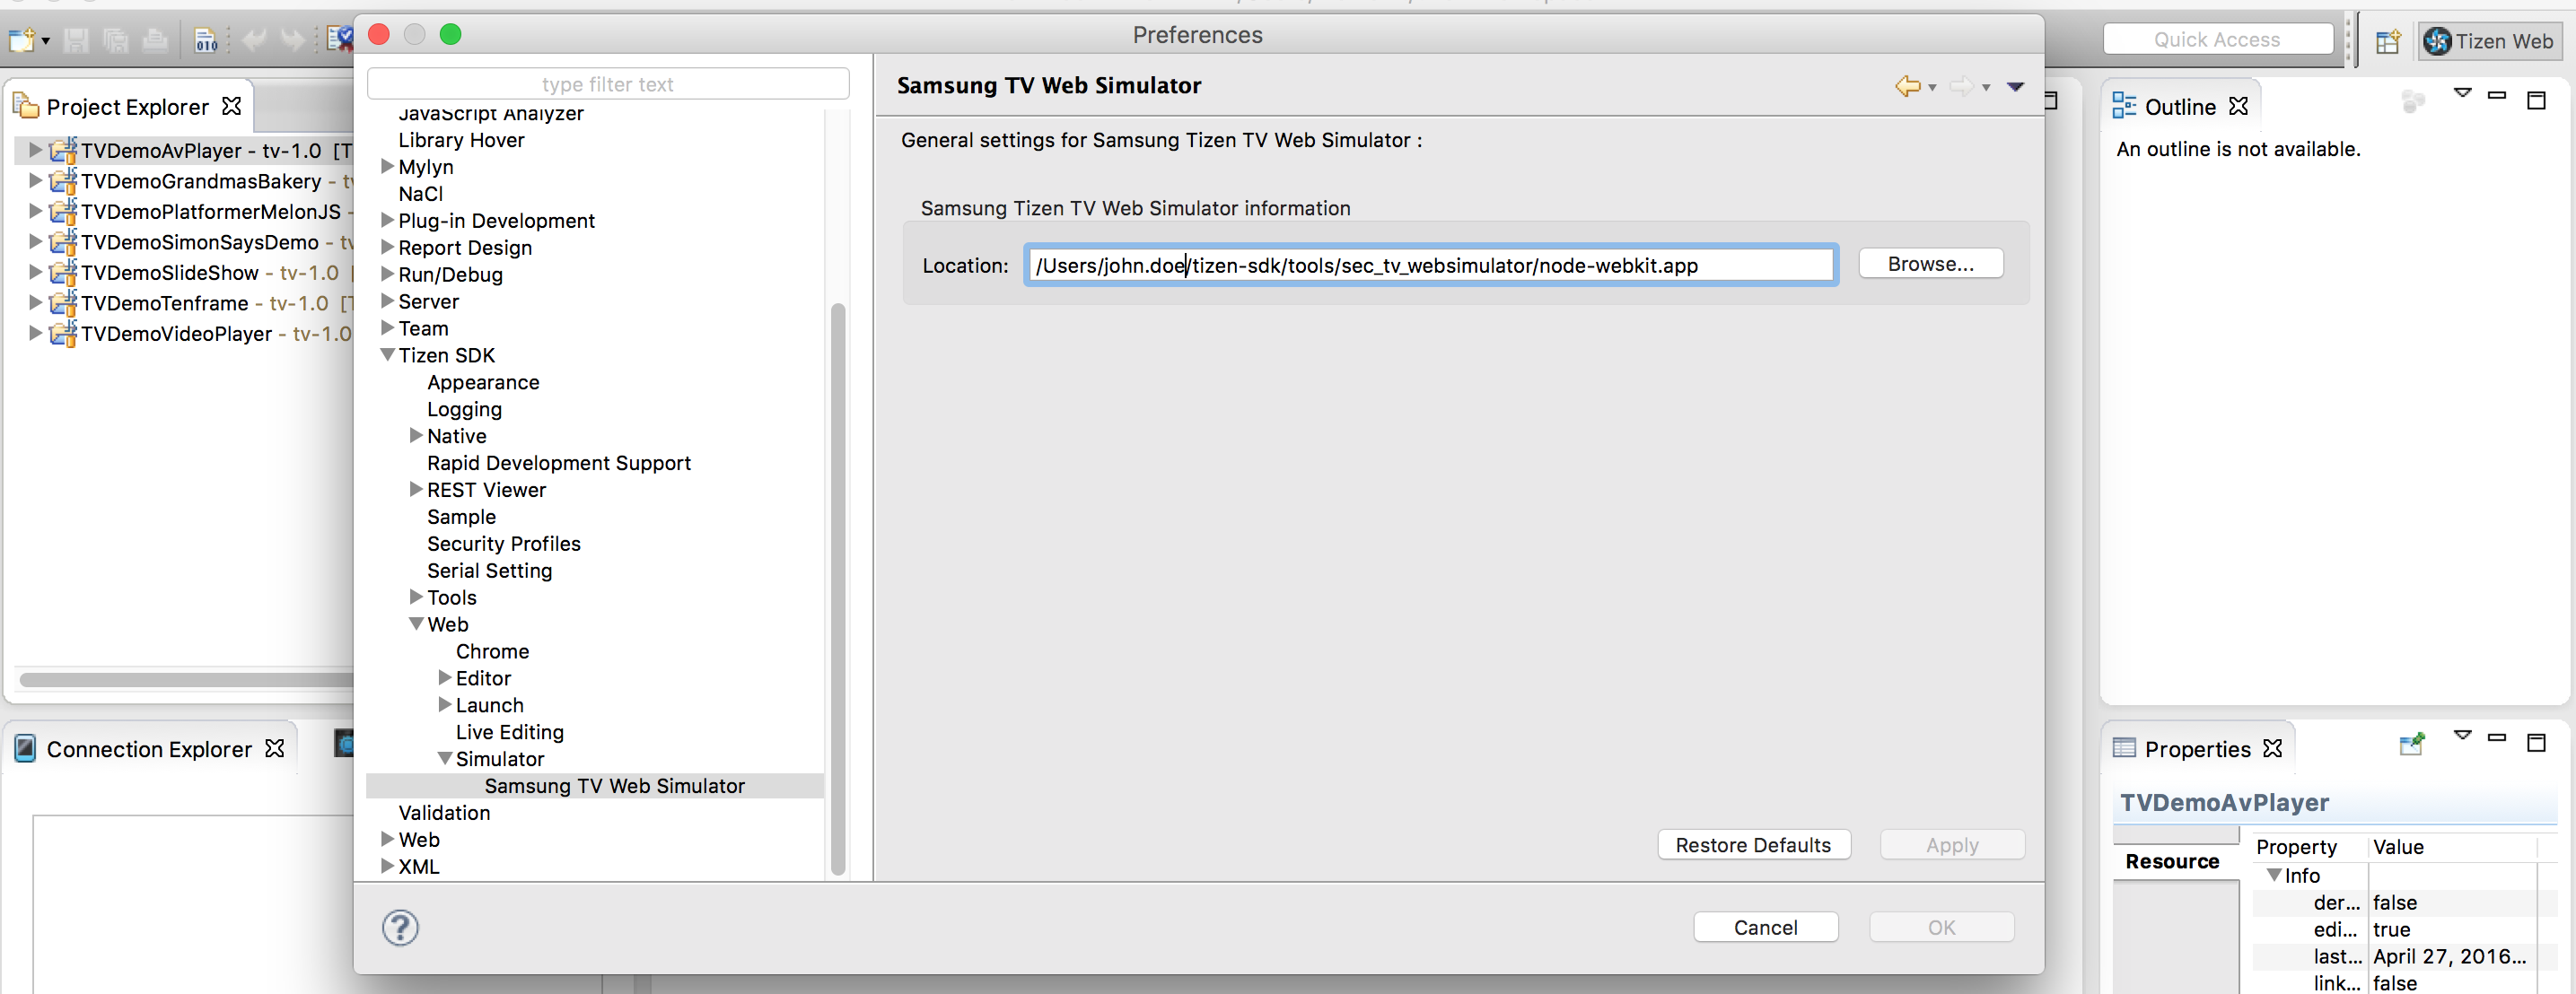 Preferences
Quick Access
Tizen Web
010
Project Explorer
TVDemoAvPlayer - tv-1.0 [T
TVDemoGrandmasBakery - tv
TVDemoPlatformerMelonJS -
TVDemoSimonSaysDemo - tv
TVDemoSlideShow - tv-1.0 [
TVDemoTenframe - tv-1.0 [T
TVDemoVideoPlayer - tv-1.0
Connection Explorer
type filter text
JavaScript Analyzer
Library Hover
Mylyn
NaCl
Plug-in Development
Report Design
Run/Debug
Server
Team
Tizen SDK
Appearance
Logging
Native
Rapid Development Support
REST Viewer
Sample
Security Profiles
Serial Setting
Tools
Web
Chrome
Editor
Launch
Live Editing
Simulator
Samsung TV Web Simulator
Validation
Web
XML
Samsung TV Web Simulator
General settings for Samsung Tizen TV Web Simulator :
Samsung Tizen TV Web Simulator information
Location: /Users/john.doe/tizen-sdk/tools/sec_tv_websimulator/node-webkit.app Browse...
Restore Defaults Apply
? Cancel OK
Outline
An outline is not available.
Properties
TVDemoAvPlayer
Resource
Property Value
Info
der... false
edi... true
last... April 27, 2016...
link... false